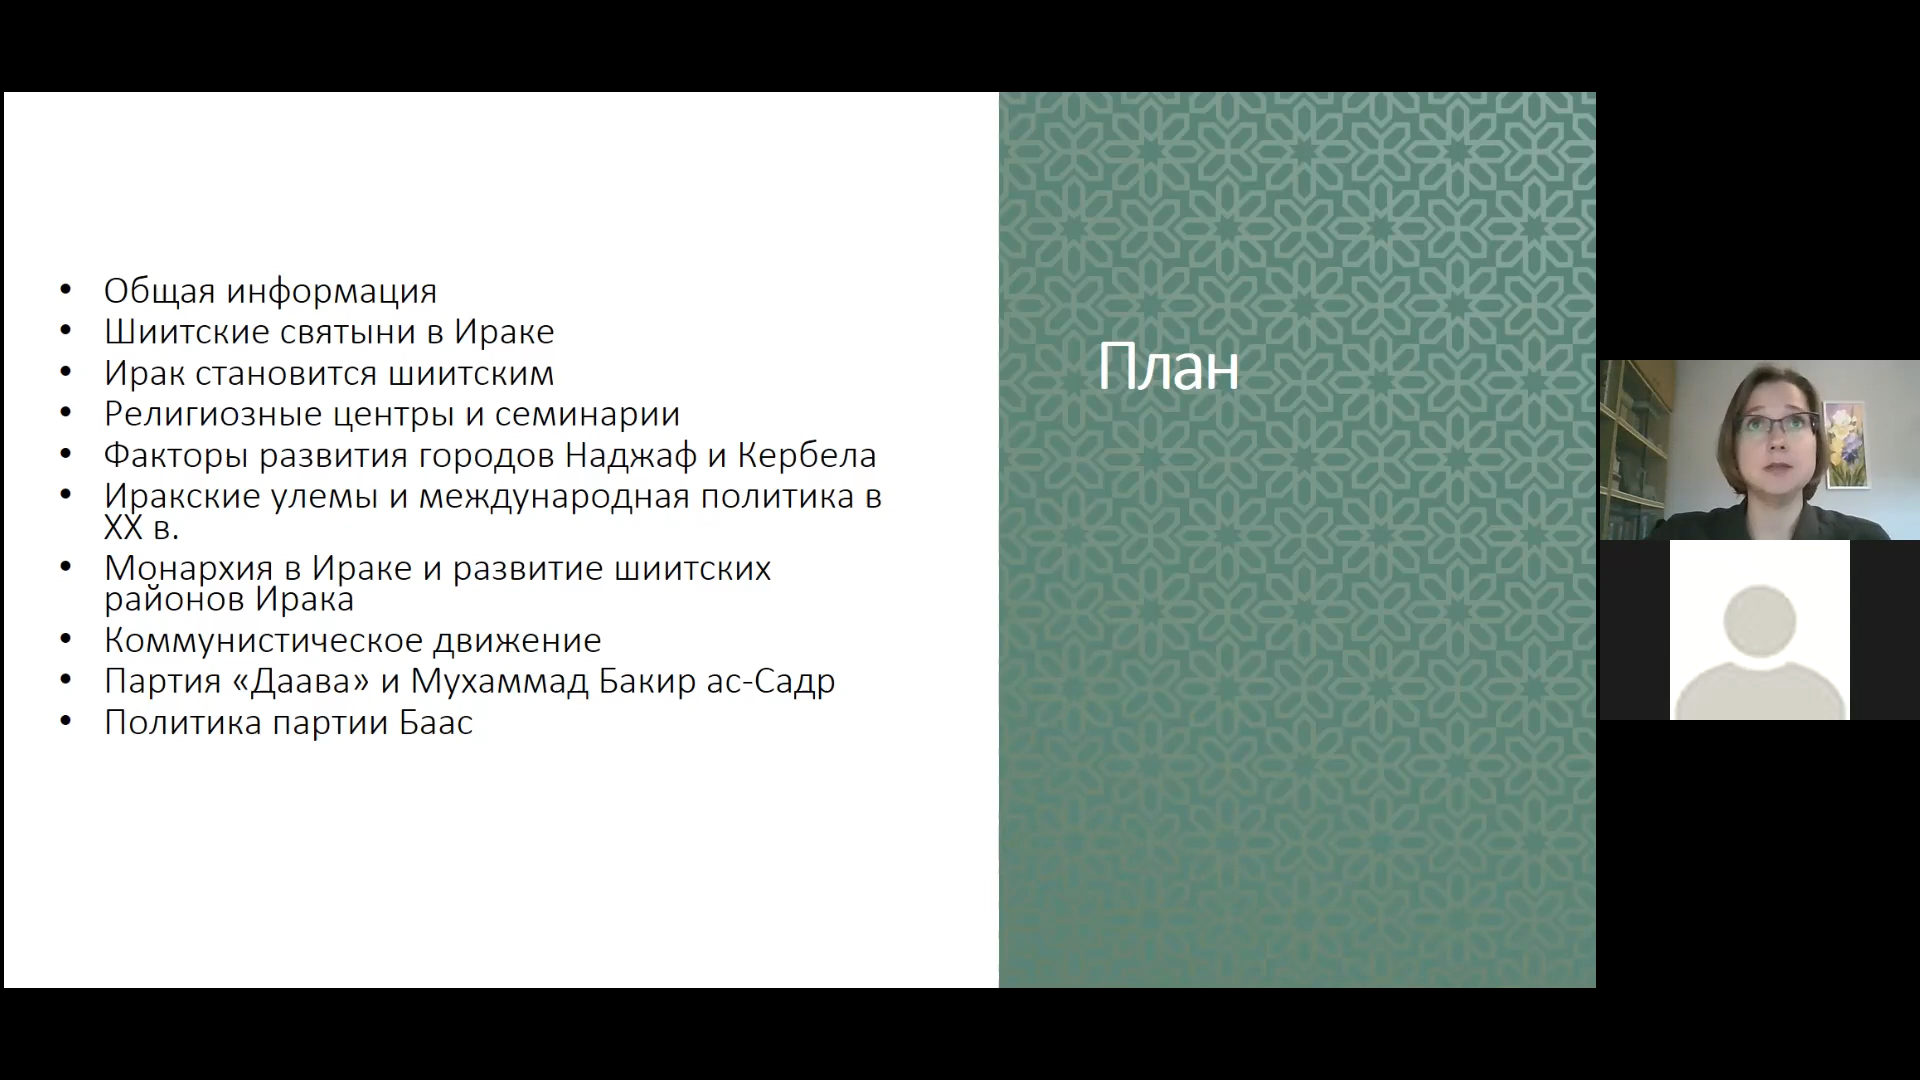 • Общая информация
• Шиитские святыни в Ираке
• Ирак становится шиитским
• Религиозные центры и семинарии
• Факторы развития городов Наджаф и Кербела
• Иракские улемы и международная политика в
XX в.
• Монархия в Ираке и развитие шиитских
районов Ирака
• Коммунистическое движение
• Партия «Даава» и Мухаммад Бакир ас-Садр
• Политика партии Баас
План